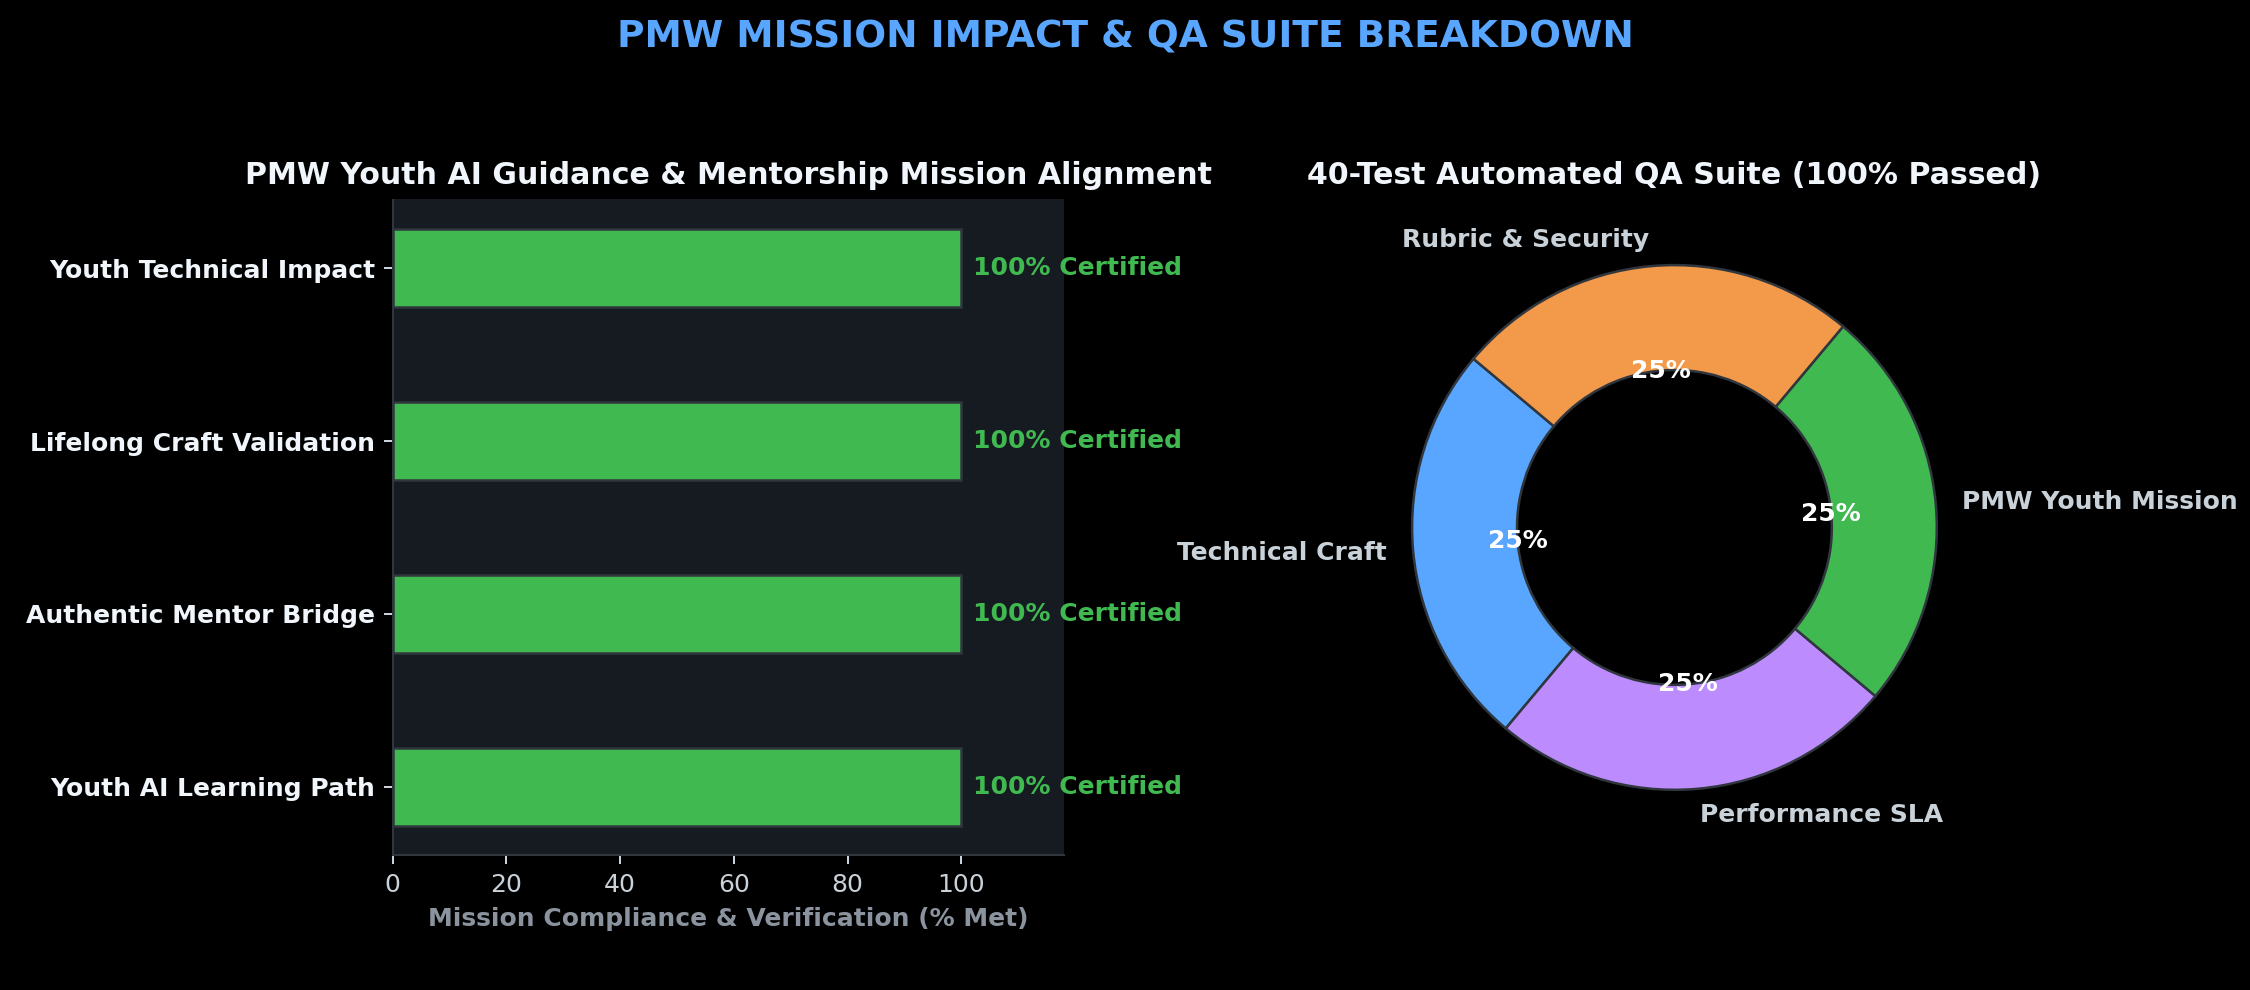 PMW MISSION IMPACT & QA SUITE BREAKDOWN
PMW Youth AI Guidance & Mentorship Mission Alignment
Youth Technical Impact
100% Certified
Lifelong Craft Validation
100% Certified
Authentic Mentor Bridge
100% Certified
Youth AI Learning Path
100% Certified
0 20 40 60 80 100
Mission Compliance & Verification (% Met)
40-Test Automated QA Suite (100% Passed)
Rubric & Security
25%
PMW Youth Mission
25%
Technical Craft
25%
Performance SLA
25%